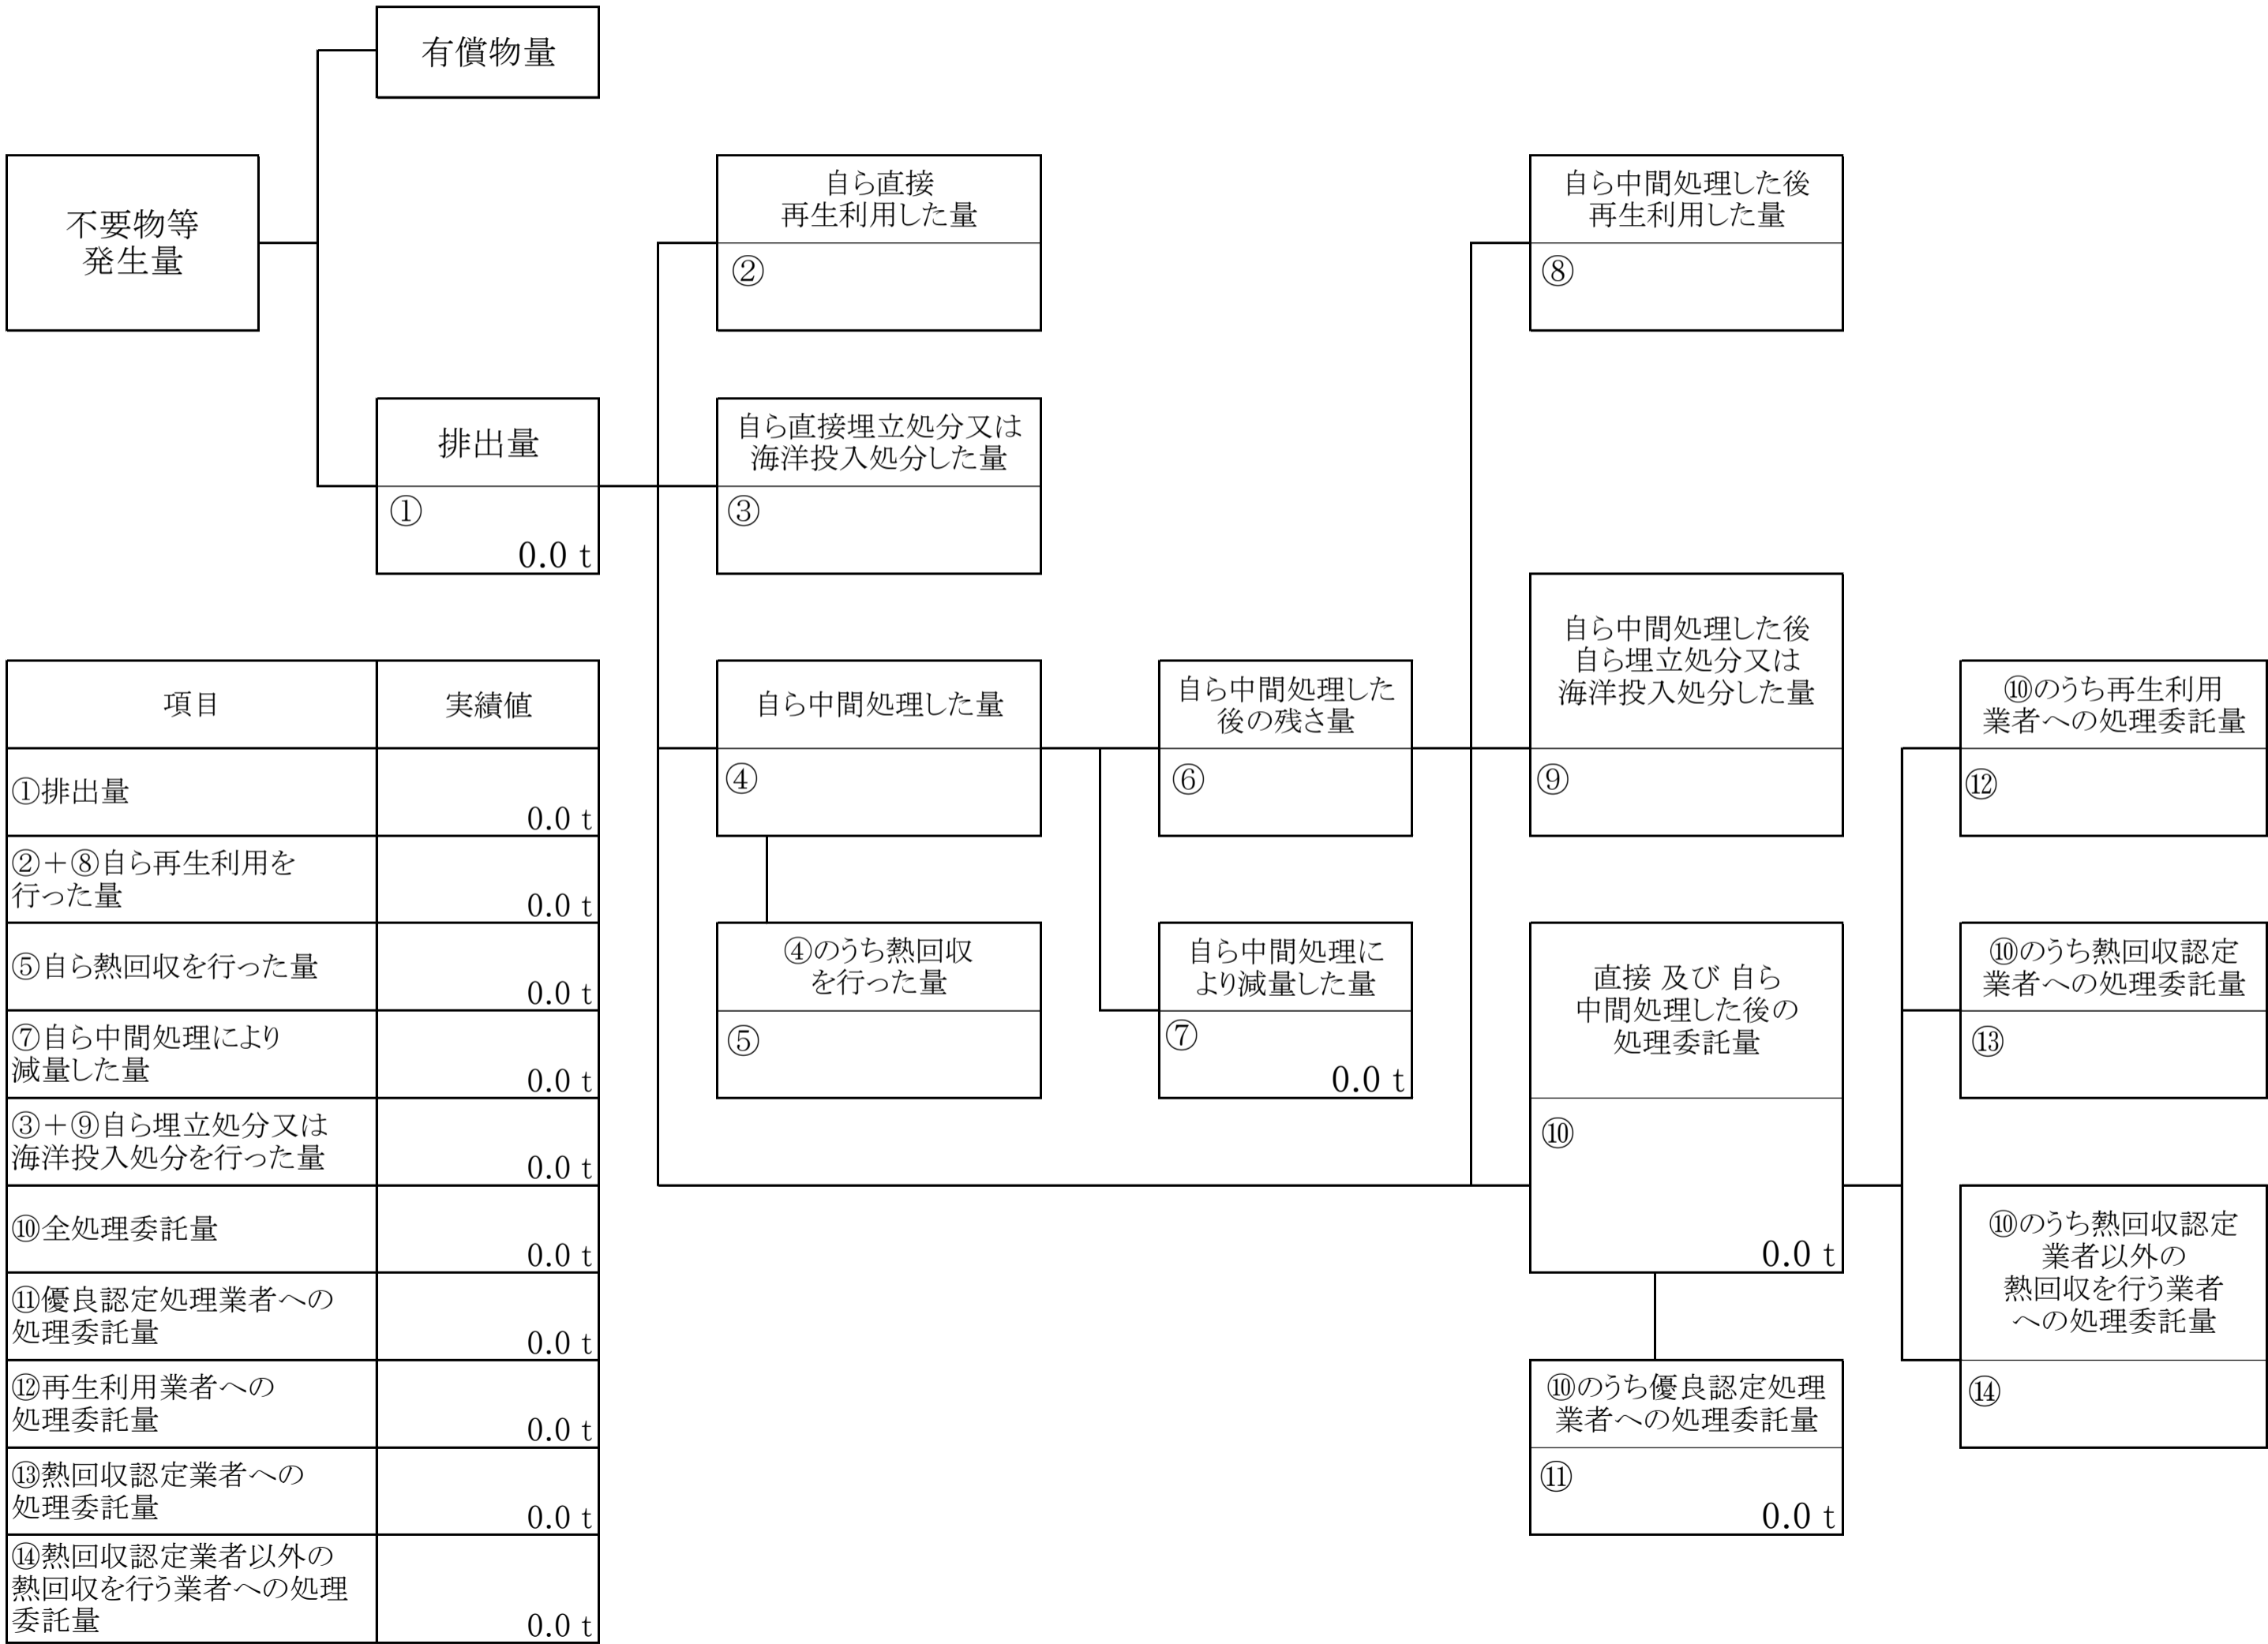 有償物量
不要物等
発生量
自ら直接
再生利用した量
②
自ら中間処理した後
再生利用した量
⑧
排出量
①
0.0 t
自ら直接埋立処分又は
海洋投入処分した量
③
自ら中間処理した量
④
自ら中間処理した
後の残さ量
⑥
自ら中間処理した後
自ら埋立処分又は
海洋投入処分した量
⑨
⑩のうち再生利用
業者への処理委託量
⑫
④のうち熱回収
を行った量
⑤
自ら中間処理に
より減量した量
⑦
0.0 t
直接 及び 自ら
中間処理した後の
処理委託量
⑩
0.0 t
⑩のうち熱回収認定
業者への処理委託量
⑬
⑩のうち熱回収認定
業者以外の
熱回収を行う業者
への処理委託量
⑭
⑩のうち優良認定処理
業者への処理委託量
⑪
0.0 t
項目 実績値
①排出量
0.0 t
②＋⑧自ら再生利用を
行った量
0.0 t
⑤自ら熱回収を行った量
0.0 t
⑦自ら中間処理により
減量した量
0.0 t
③＋⑨自ら埋立処分又は
海洋投入処分を行った量
0.0 t
⑩全処理委託量
0.0 t
⑪優良認定処理業者への
処理委託量
0.0 t
⑫再生利用業者への
処理委託量
0.0 t
⑬熱回収認定業者への
処理委託量
0.0 t
⑭熱回収認定業者以外の
熱回収を行う業者への処理
委託量
0.0 t